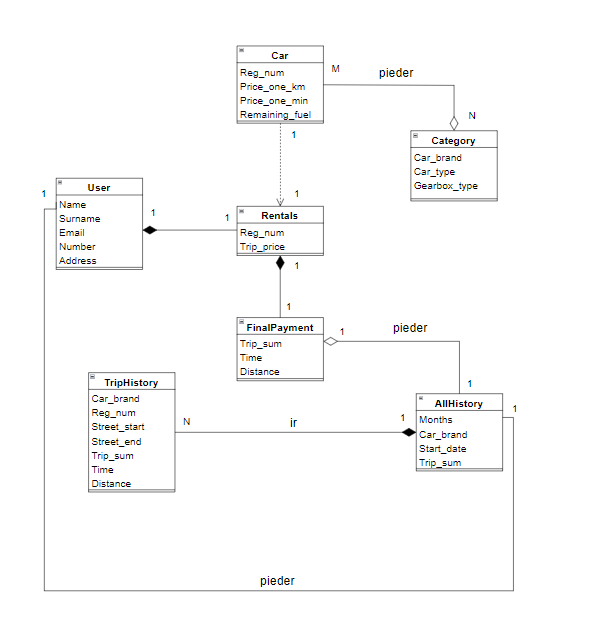 Car
Reg_num
Price_one_km
Price_one_min
Remaining_fuel
M
pieder
N
1
Category
Car_brand
Car_type
Gearbox_type
User
Name
Surname
Email
Number
Address
1
1
1
1
Rentals
Reg_num
Trip_price
1
1
FinalPayment
Trip_sum
Time
Distance
1
pieder
1
TripHistory
Car_brand
Reg_num
Street_start
Street_end
Trip_sum
Time
Distance
N
ir
1
AllHistory
Months
Car_brand
Start_date
Trip_sum
1
pieder